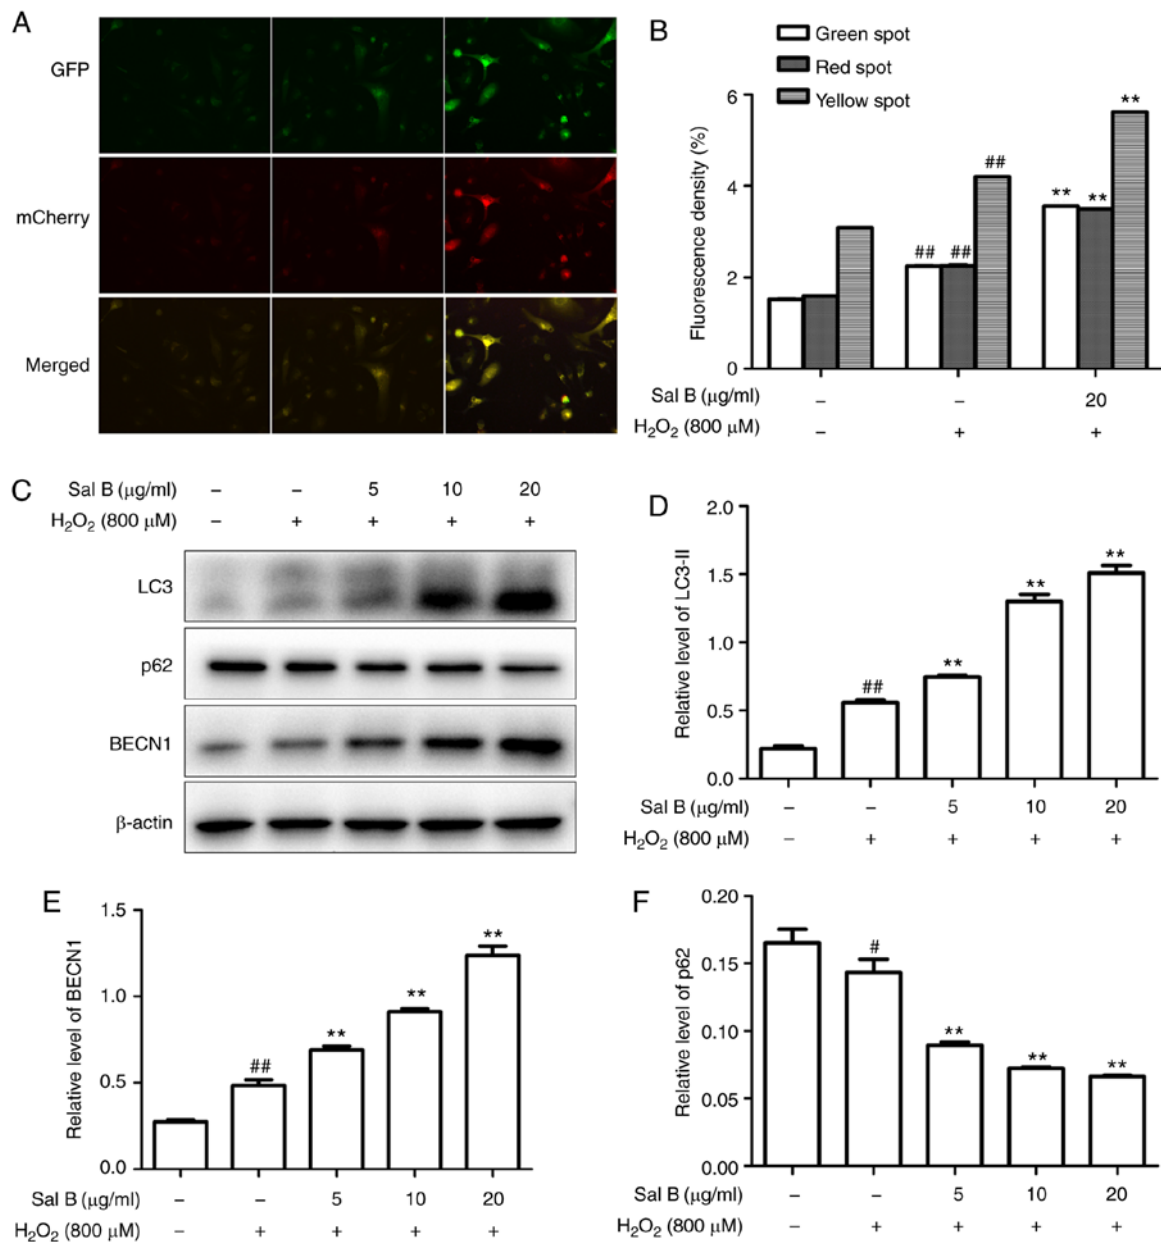 A
GFP
mCherry
Merged
B
Green spot
Red spot
Yellow spot
Fluorescence density (%)
6
4
2
0
## ## ##
** ** **
Sal B (µg/ml) – – 20
H₂O₂ (800 µM) – + +
C
Sal B (µg/ml) – – 5 10 20
H₂O₂ (800 µM) – + + + +
LC3
p62
BECN1
β-actin
D
Relative level of LC3-II
2.0
1.5
1.0
0.5
0.0
## ** ** **
Sal B (µg/ml) – – 5 10 20
H₂O₂ (800 µM) – + + + +
E
Relative level of BECN1
1.5
1.0
0.5
0.0
## ** ** **
Sal B (µg/ml) – – 5 10 20
H₂O₂ (800 µM) – + + + +
F
Relative level of p62
0.20
0.15
0.10
0.05
0.00
# ** ** **
Sal B (µg/ml) – – 5 10 20
H₂O₂ (800 µM) – + + + +